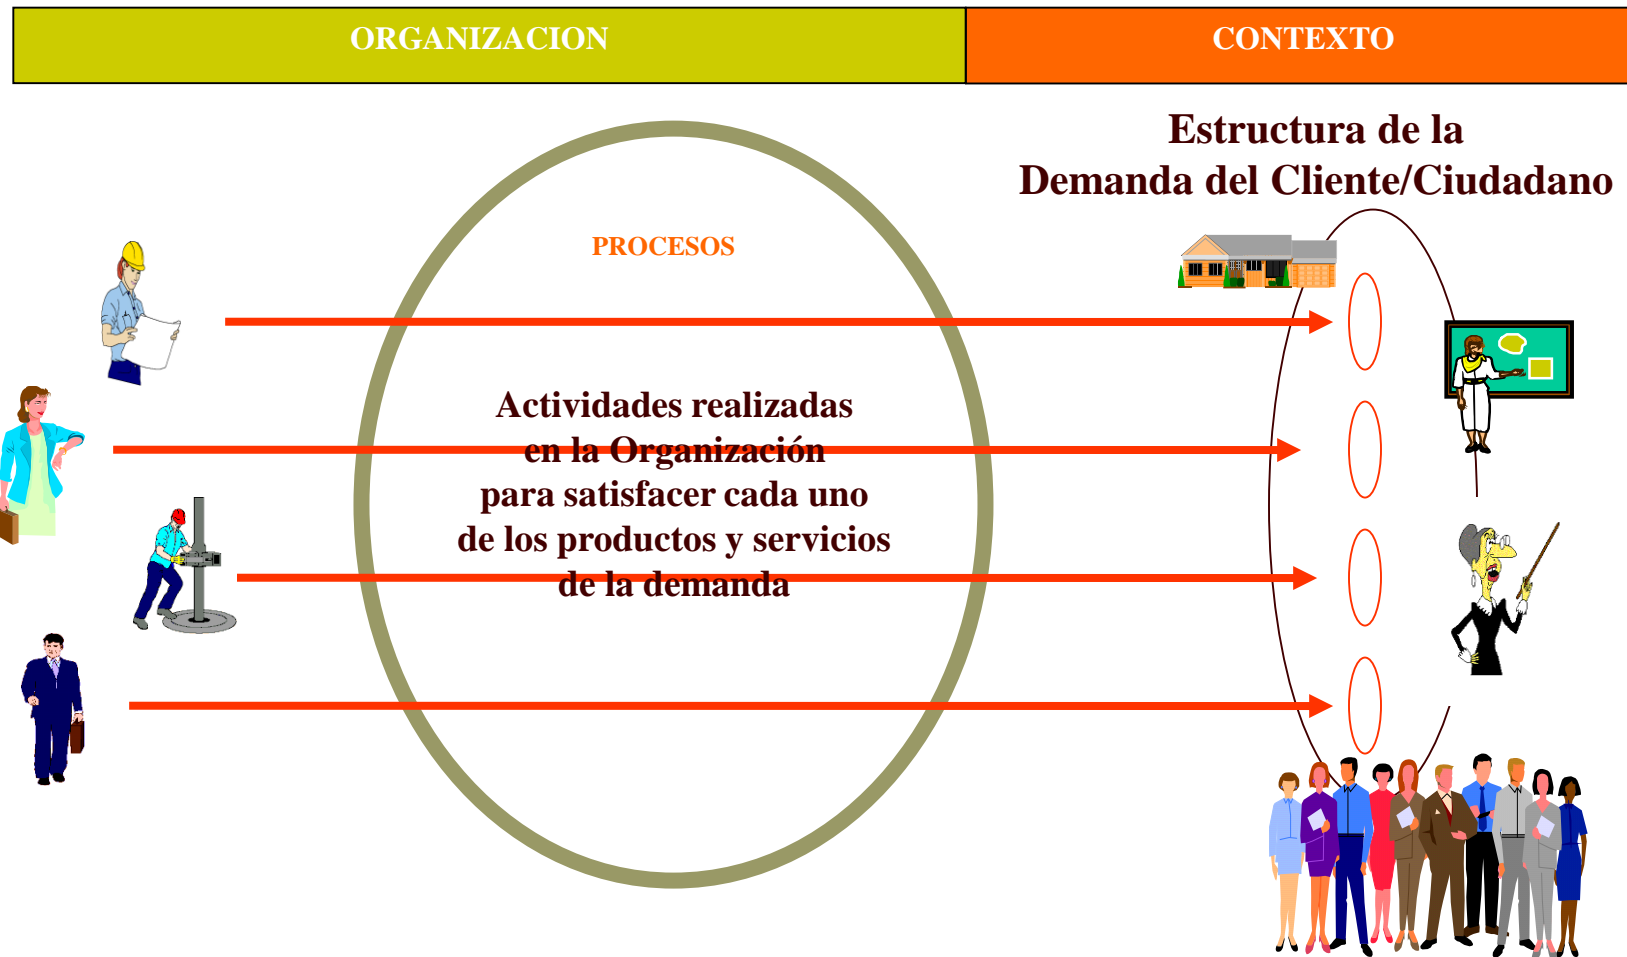 ORGANIZACION
CONTEXTO
Estructura de la
Demanda del Cliente/Ciudadano
PROCESOS
Actividades realizadas
en la Organización
para satisfacer cada uno
de los productos y servicios
de la demanda